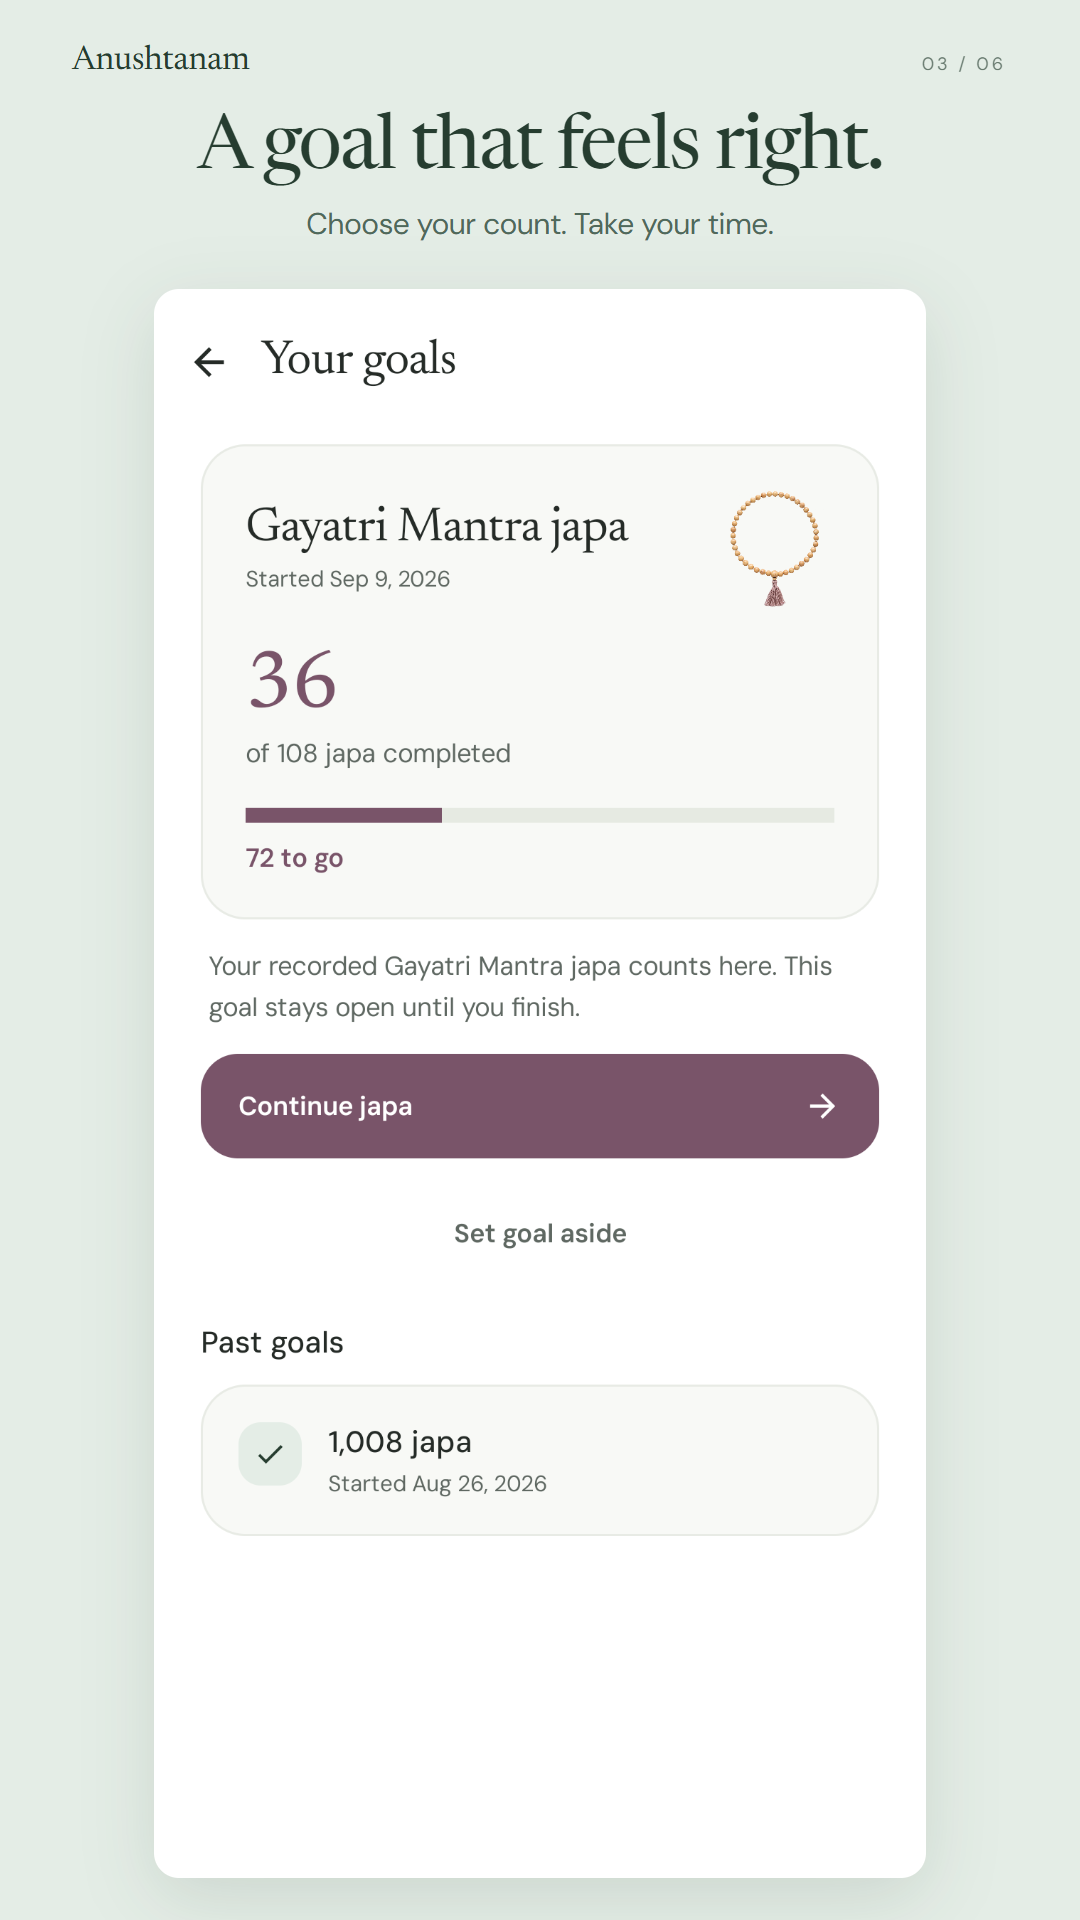 Anushtanam
03 / 06
A goal that feels right.
Choose your count. Take your time.
Your goals
Gayatri Mantra japa
Started Sep 9, 2026
36
of 108 japa completed
72 to go
Your recorded Gayatri Mantra japa counts here. This
goal stays open until you finish.
Continue japa
Set goal aside
Past goals
1,008 japa
Started Aug 26, 2026